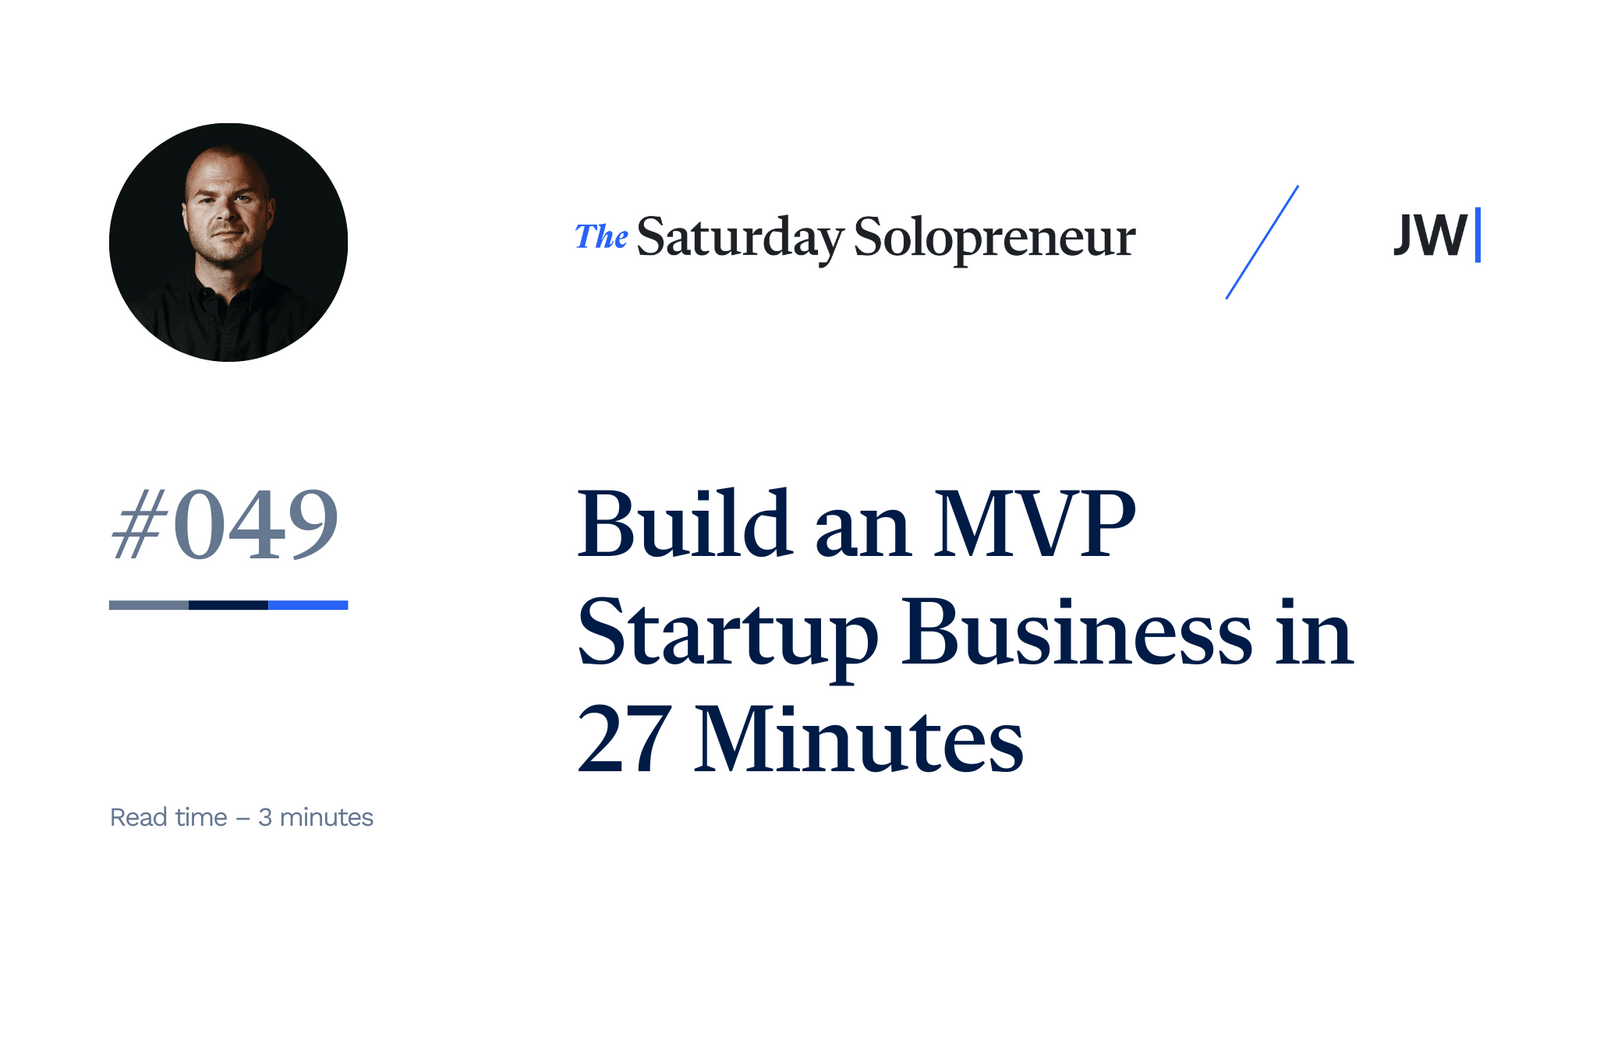 The Saturday Solopreneur
JW
#049
Build an MVP
Startup Business in
27 Minutes
Read time – 3 minutes